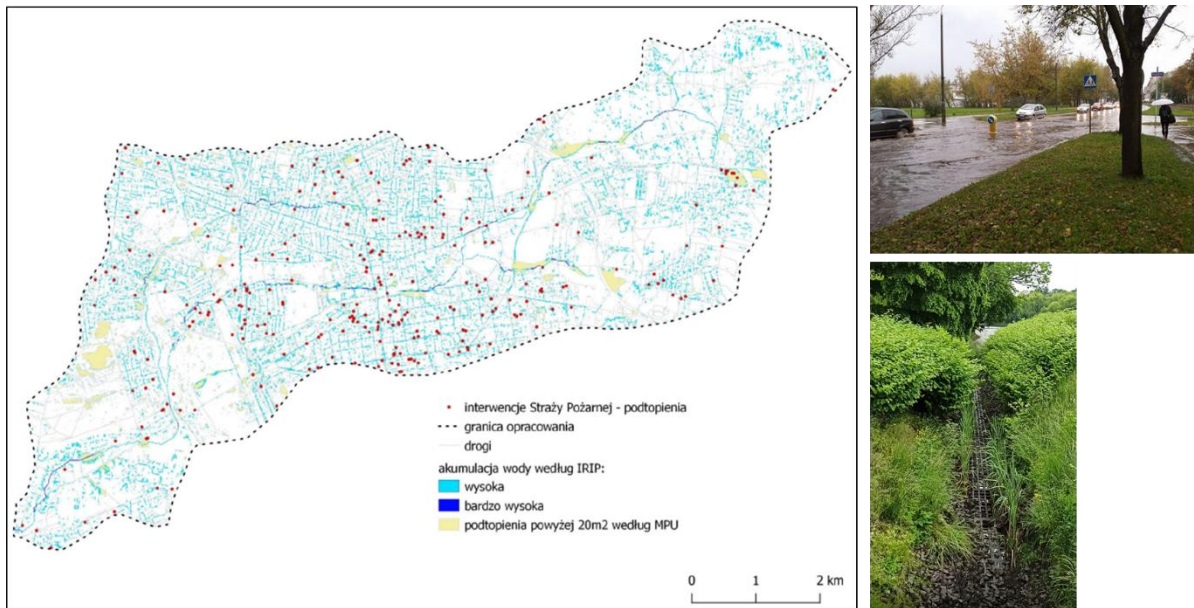 interwencje Straży Pożarnej - podtopienia
granica opracowania
drogi
akumulacja wody według IRIP:
wysoka
bardzo wysoka
podtopienia powyżej 20m2 według MPU
0 1 2 km